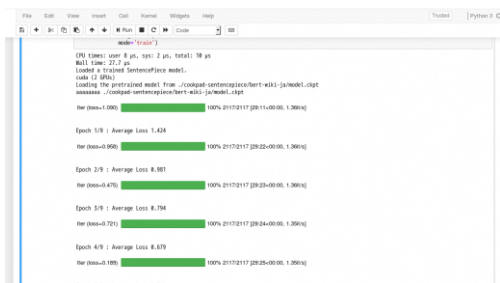 File Edit View Insert Cell Kernel Widgets Help Trusted Python 3
Run Code
mode='train')
CPU times: user 8 µs, sys: 2 µs, total: 10 µs
Wall time: 27.7 µs
Loaded a trained SentencePiece model.
cuda (2 GPUs)
Loading the pretrained model from ./cookpad-sentencepiece/bert-wiki-ja/model.ckpt
aaaaaaaa ./cookpad-sentencepiece/bert-wiki-ja/model.ckpt
Iter (loss=1.090) 100% 2117/2117 [29:11<00:00, 1.36it/s]
Epoch 1/9 : Average Loss 1.424
Iter (loss=0.958) 100% 2117/2117 [29:22<00:00, 1.36it/s]
Epoch 2/9 : Average Loss 0.981
Iter (loss=0.475) 100% 2117/2117 [29:23<00:00, 1.36it/s]
Epoch 3/9 : Average Loss 0.794
Iter (loss=0.721) 100% 2117/2117 [29:24<00:00, 1.35it/s]
Epoch 4/9 : Average Loss 0.679
Iter (loss=0.189) 100% 2117/2117 [29:25<00:00, 1.35it/s]